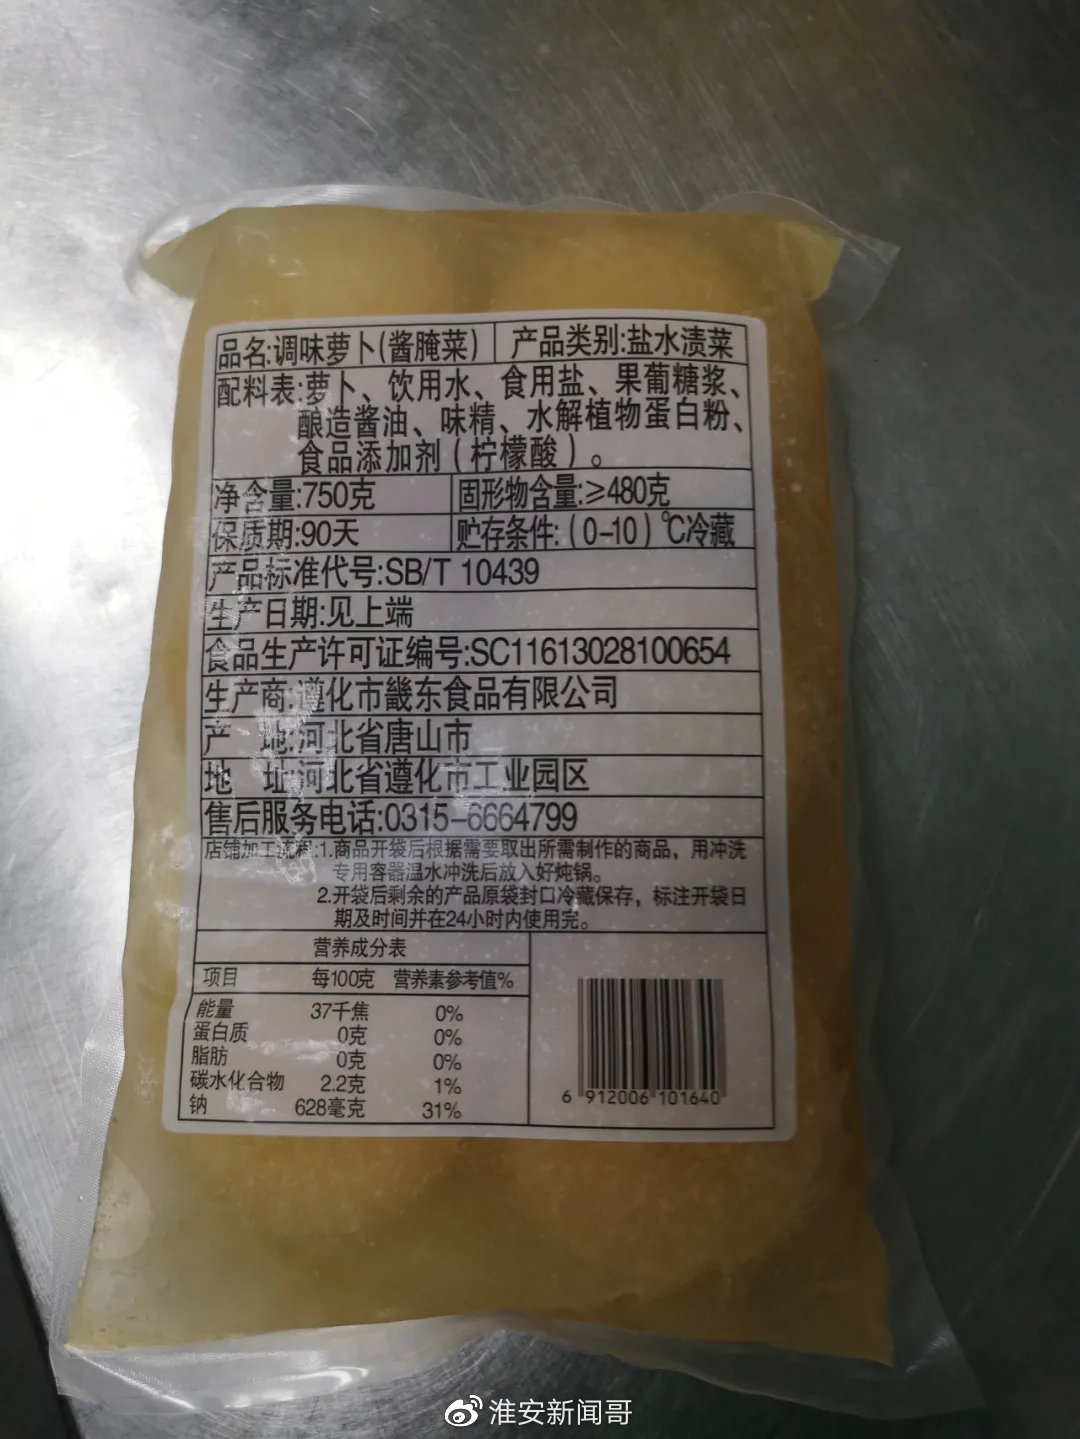 品名:调味萝卜(酱腌菜) 产品类别:盐水渍菜
配料表:萝卜、饮用水、食用盐、果葡糖浆、
酿造酱油、味精、水解植物蛋白粉、
食品添加剂(柠檬酸)。
净含量:750克 固形物含量:≥480克
保质期:90天 贮存条件:(0-10)℃冷藏
产品标准代号:SB/T 10439
生产日期:见上端
食品生产许可证编号:SC11613028100654
生产商:遵化市畿东食品有限公司
产 地:河北省唐山市
地 址:河北省遵化市工业园区
售后服务电话:0315-6664799
店铺加工流程:1.商品开袋后根据需要取出所需制作的商品，用冲洗
专用容器温水冲洗后放入好炖锅。
2.开袋后剩余的产品原袋封口冷藏保存，标注开袋日
期及时间并在24小时内使用完。
营养成分表
项目 每100克 营养素参考值%
能量 37千焦 0%
蛋白质 0克 0%
脂肪 0克 0%
碳水化合物 2.2克 1%
钠 628毫克 31%
6 912006 101640
淮安新闻哥